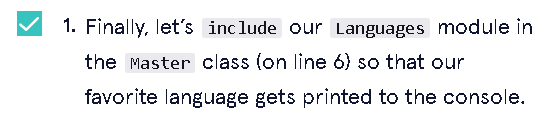 1. Finally, let's include our Languages module in
the Master class (on line 6) so that our
favorite language gets printed to the console.